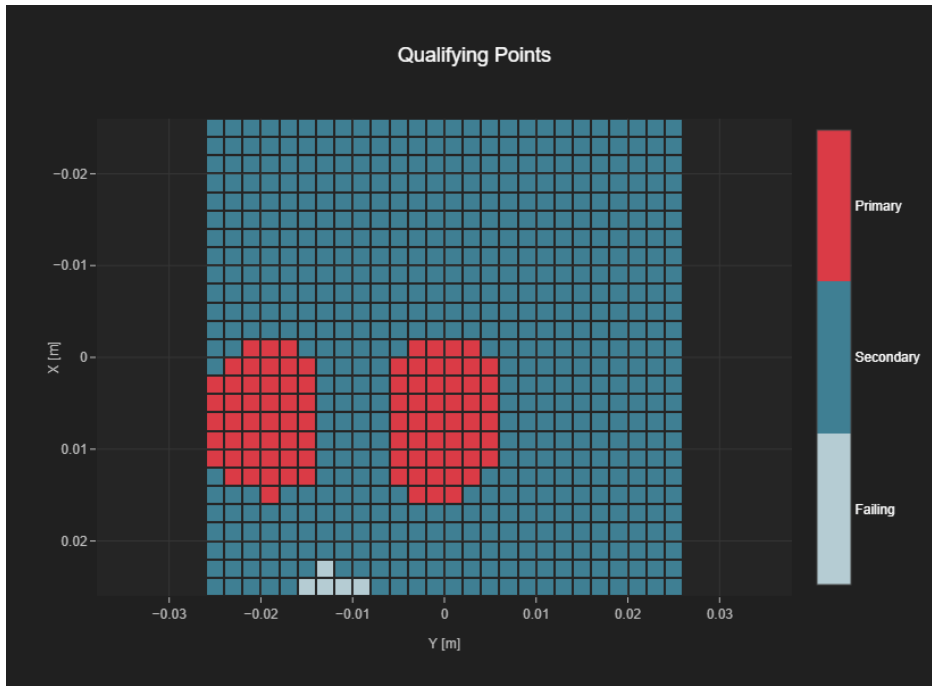 Qualifying Points
−0.02
−0.01
0
0.01
0.02
X [m]
−0.03
−0.02
−0.01
0
0.01
0.02
0.03
Y [m]
Primary
Secondary
Failing